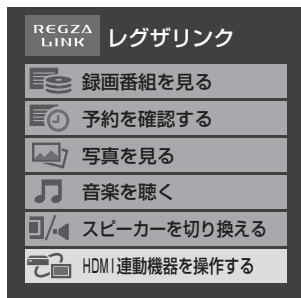 REGZA
LINK
レグザリンク
録画番組を見る
予約を確認する
写真を見る
音楽を聴く
スピーカーを切り換える
HDMI連動機器を操作する